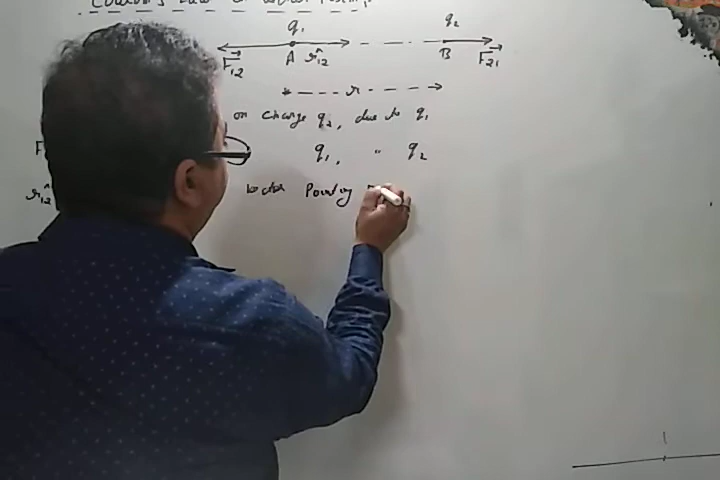 Coulomb's Law in Vector Form :-
q₁ q₂
F₁₂ A r̂₁₂ B F₂₁
r
on charge q₂, due to q₁
F q₁, " q₂
r̂₁₂ vector Pointing